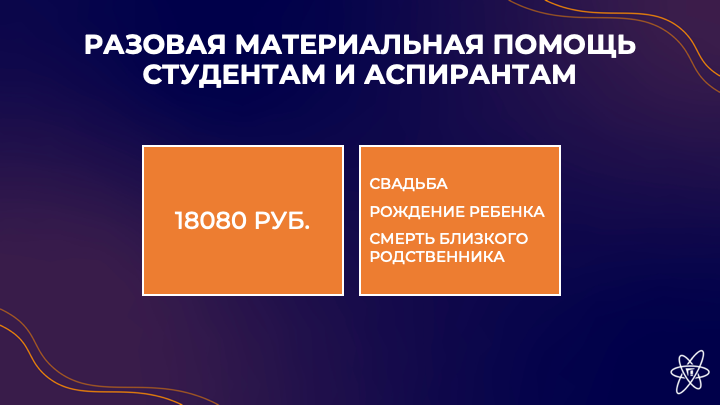 РАЗОВАЯ МАТЕРИАЛЬНАЯ ПОМОЩЬ
СТУДЕНТАМ И АСПИРАНТАМ
18080 РУБ.
СВАДЬБА
РОЖДЕНИЕ РЕБЕНКА
СМЕРТЬ БЛИЗКОГО
РОДСТВЕННИКА